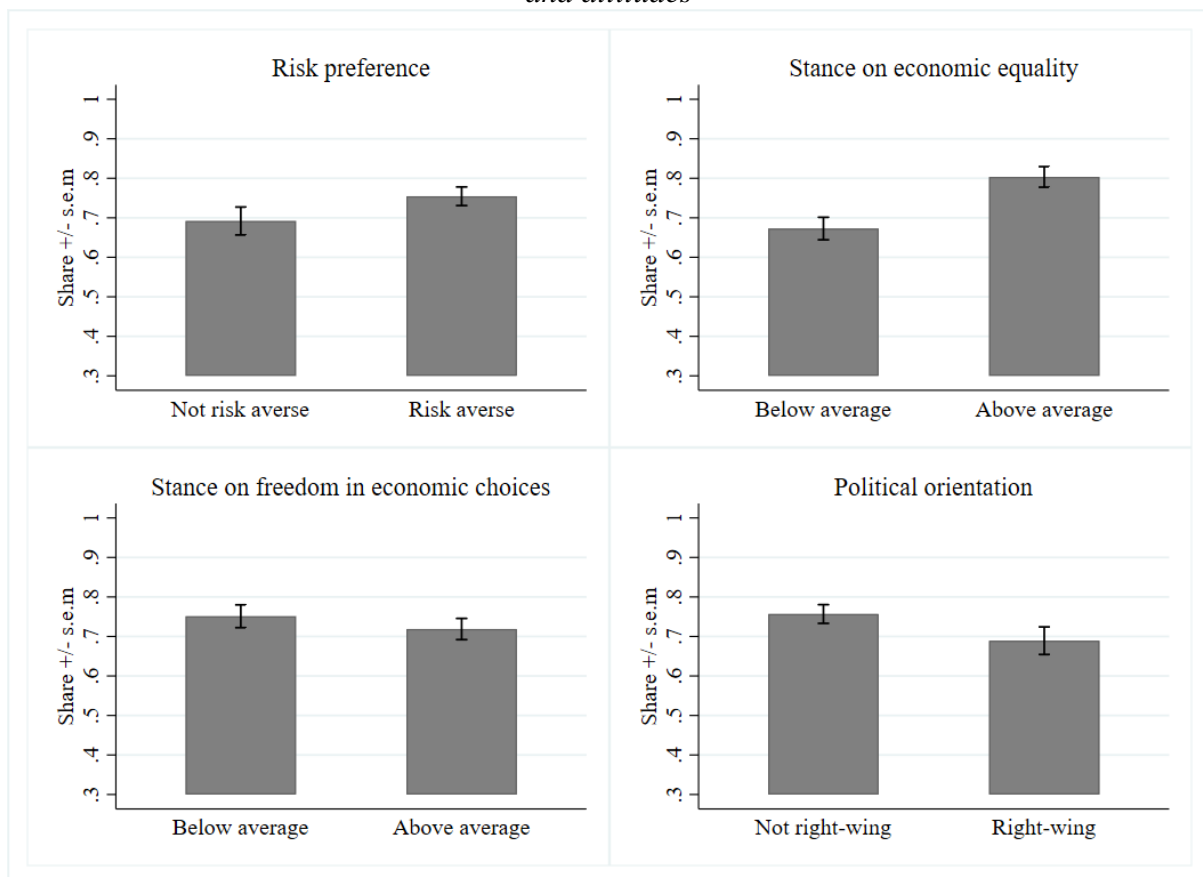 and attitudes
Risk preference
Share +/- s.e.m
1
.9
.8
.7
.6
.5
.4
.3
Not risk averse Risk averse
Stance on economic equality
Share +/- s.e.m
1
.9
.8
.7
.6
.5
.4
.3
Below average Above average
Stance on freedom in economic choices
Share +/- s.e.m
1
.9
.8
.7
.6
.5
.4
.3
Below average Above average
Political orientation
Share +/- s.e.m
1
.9
.8
.7
.6
.5
.4
.3
Not right-wing Right-wing